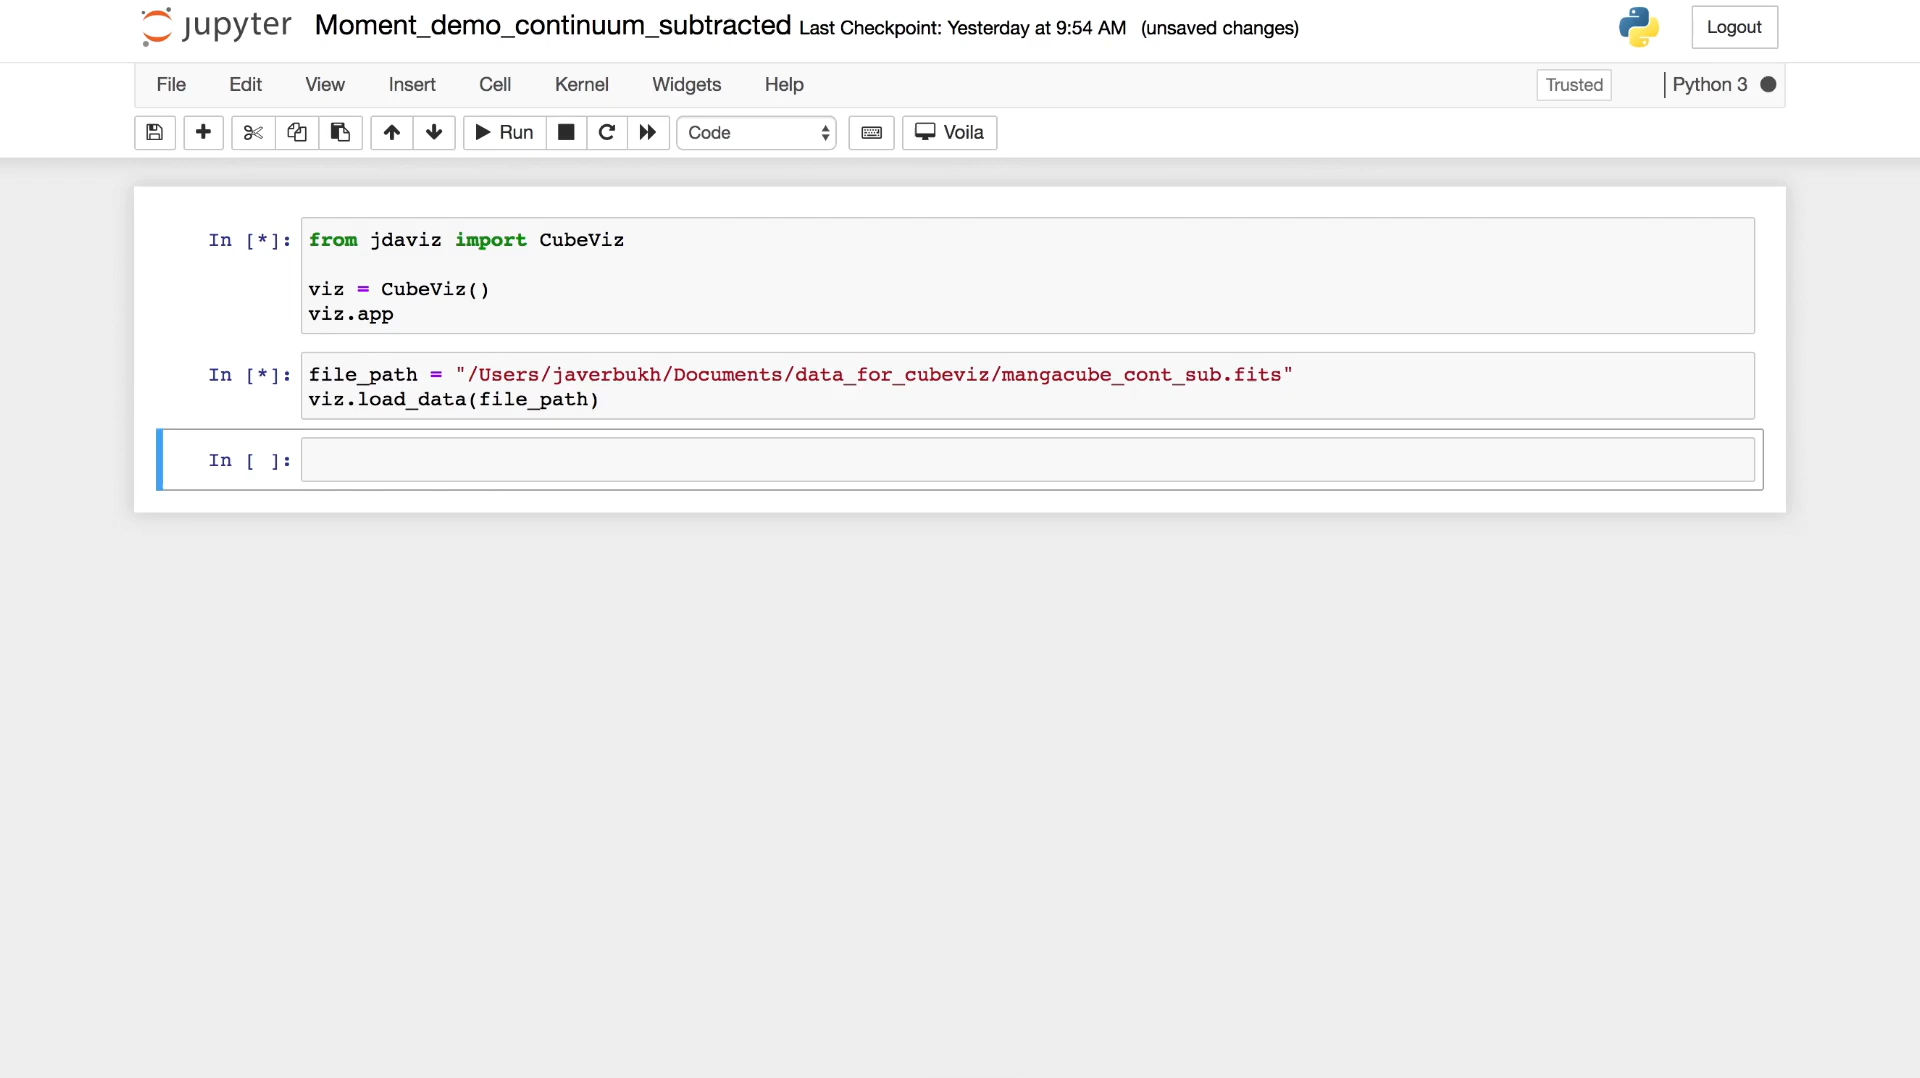 jupyter Moment_demo_continuum_subtracted Last Checkpoint: Yesterday at 9:54 AM (unsaved changes) Logout
File Edit View Insert Cell Kernel Widgets Help Trusted Python 3
Run Code Voila
In [*]: from jdaviz import CubeViz
viz = CubeViz()
viz.app
In [*]: file_path = "/Users/javerbukh/Documents/data_for_cubeviz/mangacube_cont_sub.fits"
viz.load_data(file_path)
In [ ]: